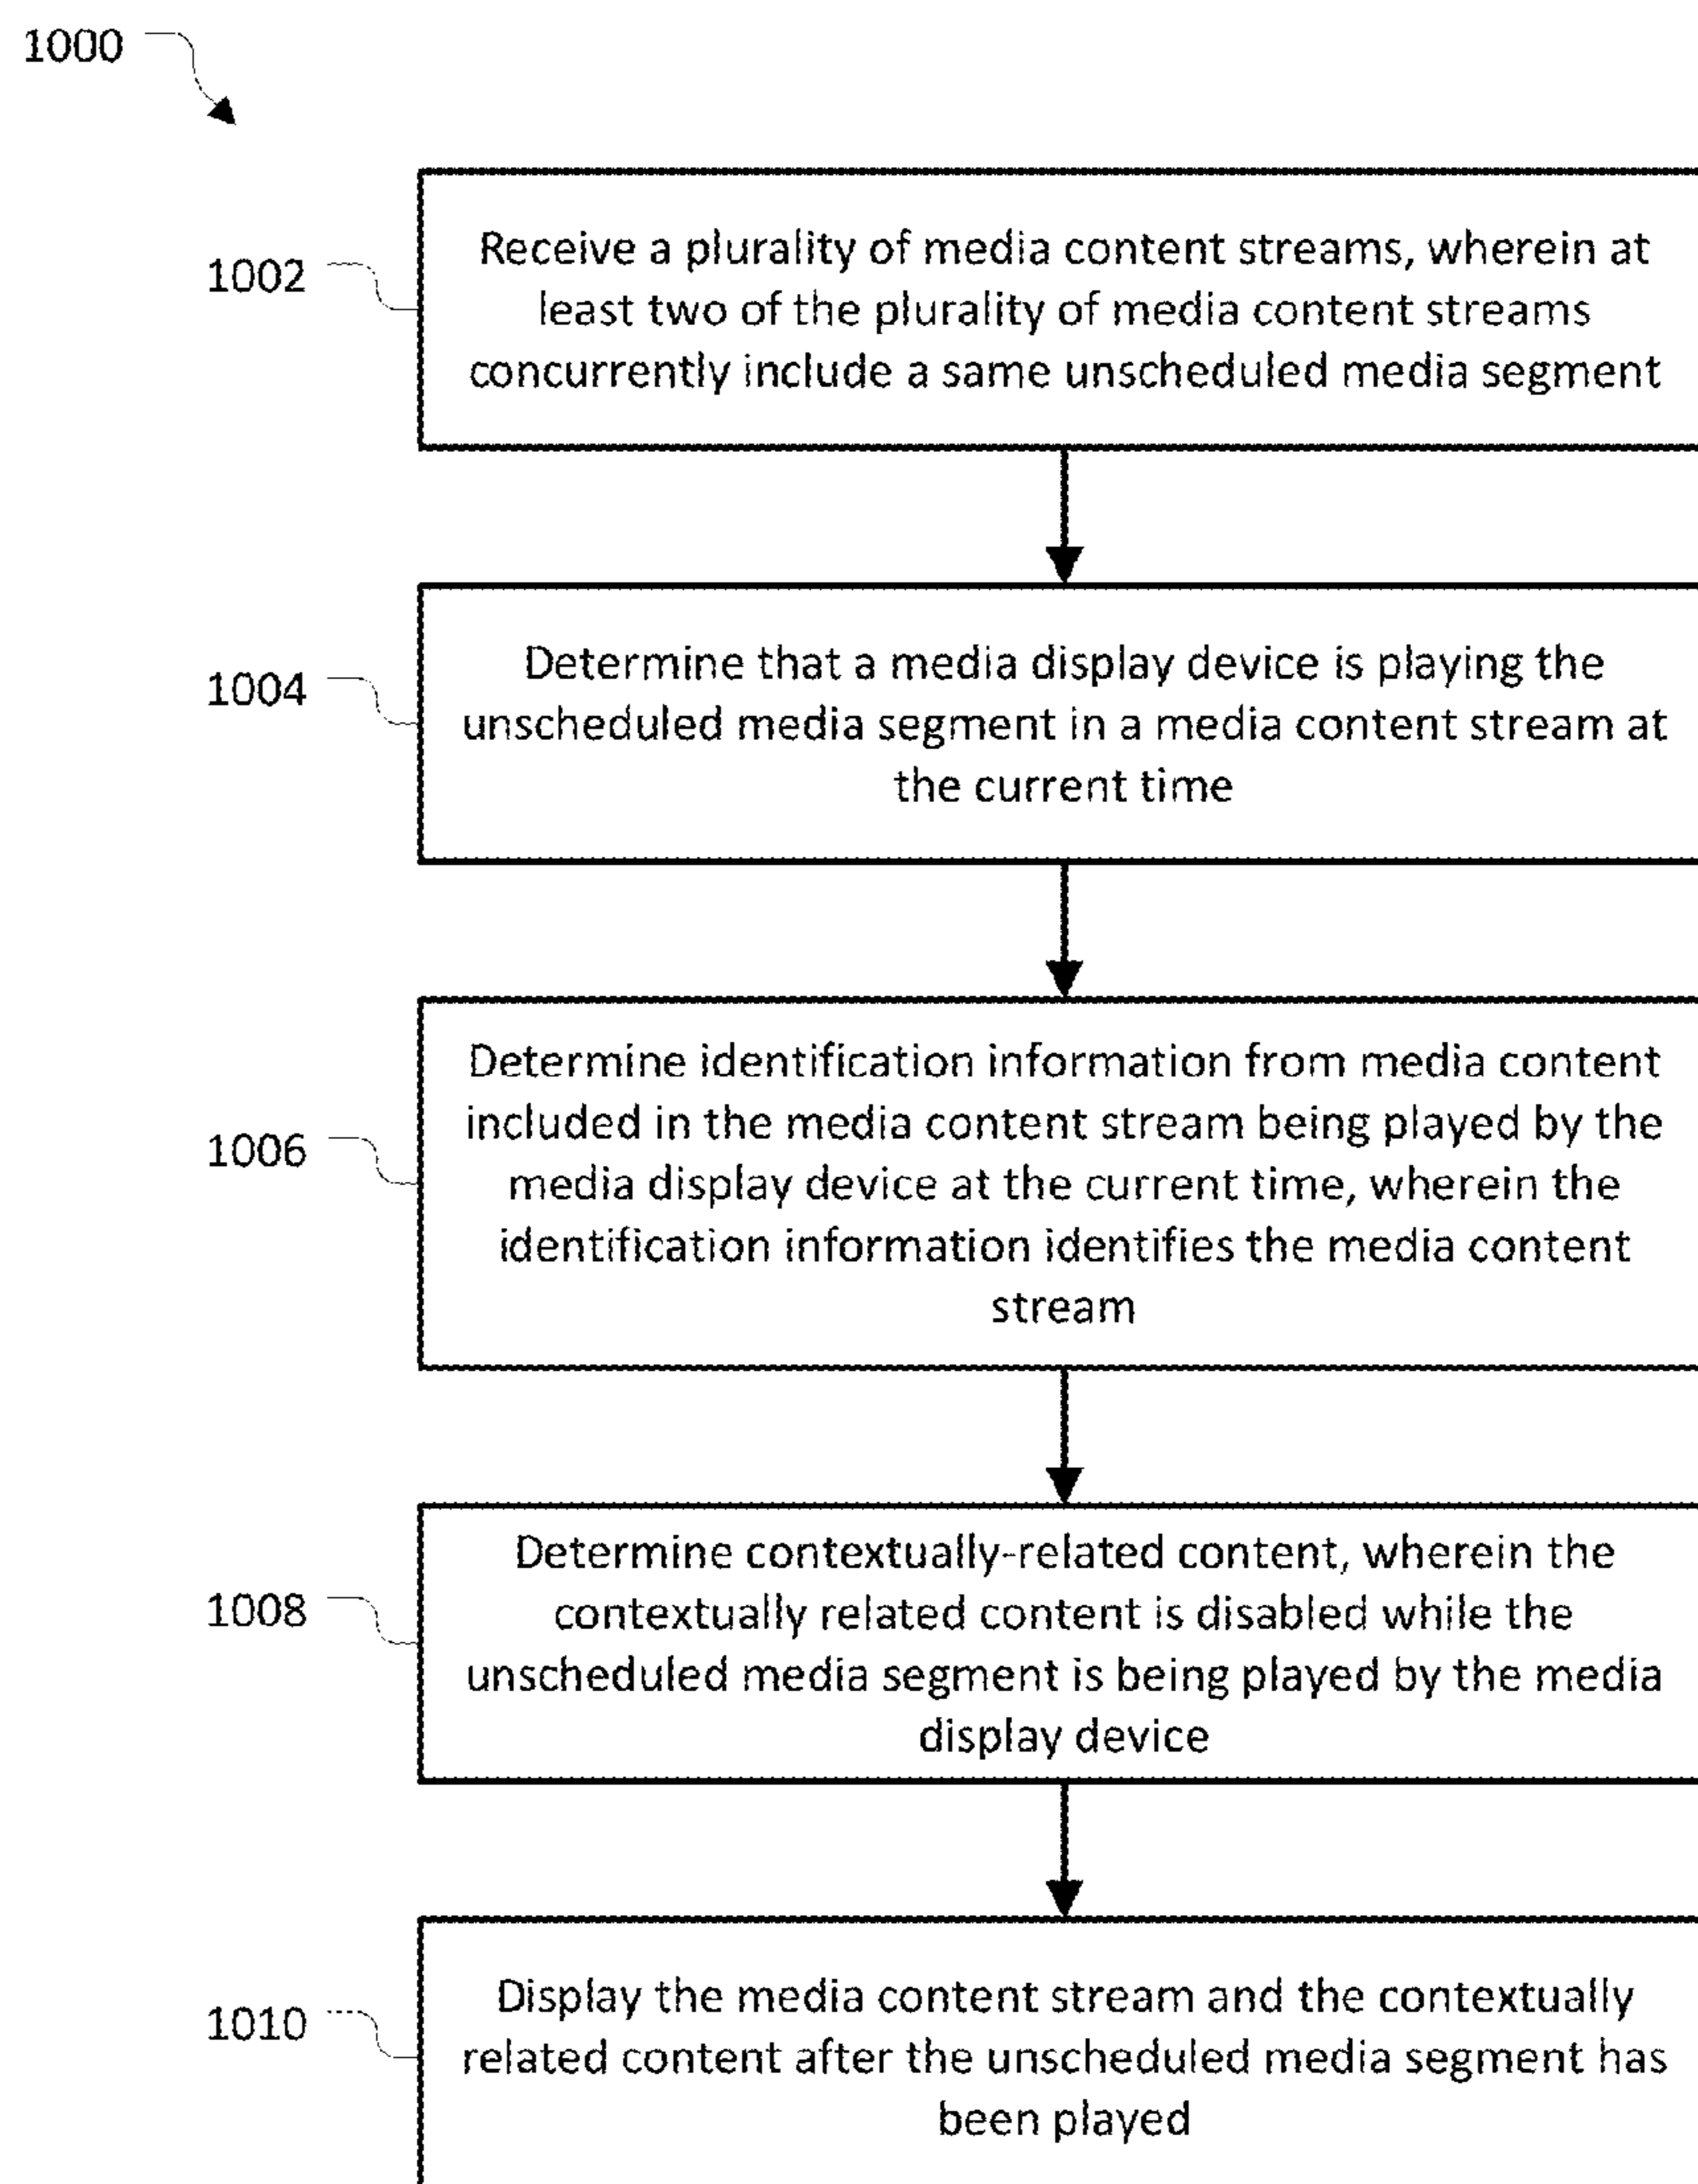 1000
1002
Receive a plurality of media content streams, wherein at
least two of the plurality of media content streams
concurrently include a same unscheduled media segment
1004
Determine that a media display device is playing the
unscheduled media segment in a media content stream at
the current time
1006
Determine identification information from media content
included in the media content stream being played by the
media display device at the current time, wherein the
identification information identifies the media content
stream
1008
Determine contextually-related content, wherein the
contextually related content is disabled while the
unscheduled media segment is being played by the media
display device
1010
Display the media content stream and the contextually
related content after the unscheduled media segment has
been played